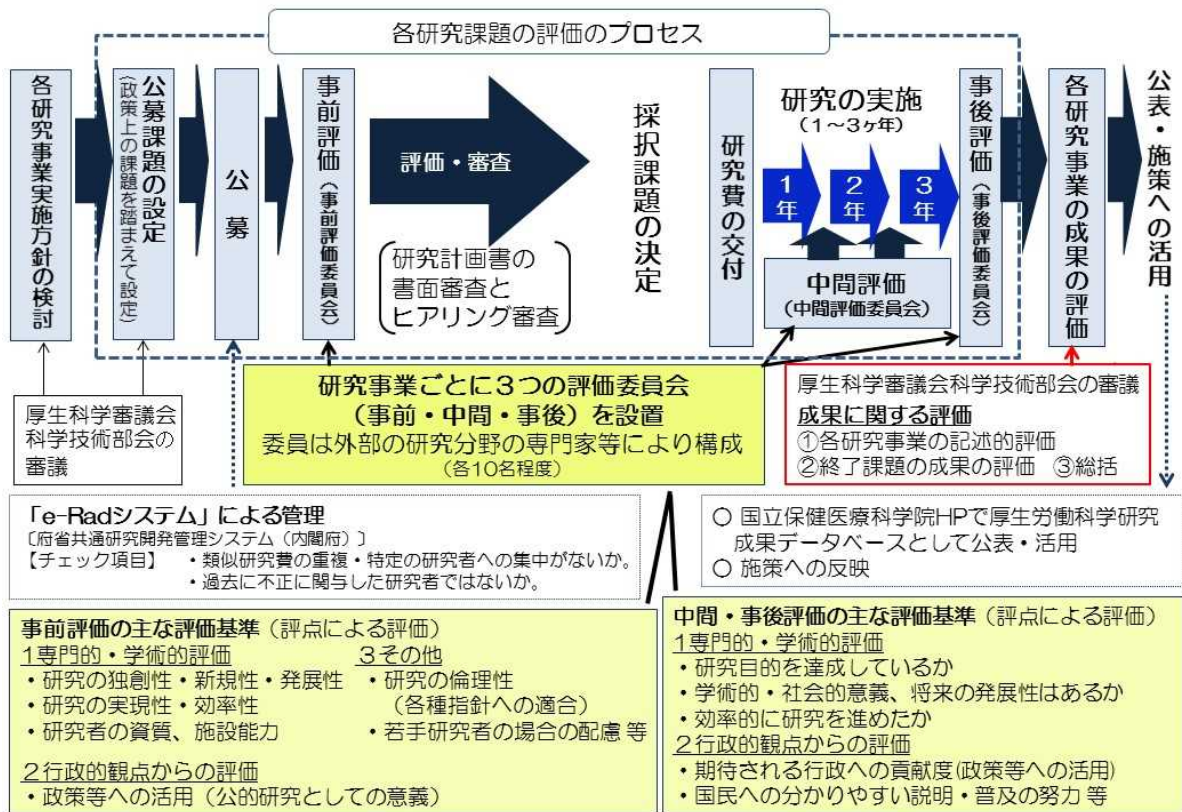 各研究課題の評価のプロセス
各研究事業実施方針の検討
公募課題の設定
（政策上の課題を踏まえて設定）
公募
事前評価（事前評価委員会）
評価・審査
研究計画書の
書面審査と
ヒアリング審査
採択課題の決定
研究費の交付
研究の実施
（１～３ヶ年）
１年
２年
３年
中間評価
（中間評価委員会）
事後評価（事後評価委員会）
各研究事業の成果の評価
公表・施策への活用
厚生科学審議会
科学技術部会の
審議
研究事業ごとに３つの評価委員会
（事前・中間・事後）を設置
委員は外部の研究分野の専門家等により構成
（各10名程度）
厚生科学審議会科学技術部会の審議
成果に関する評価
①各研究事業の記述的評価
②終了課題の成果の評価　③総括
「e-Radシステム」による管理
〔府省共通研究開発管理システム（内閣府）〕
【チェック項目】　・類似研究費の重複・特定の研究者への集中がないか。
・過去に不正に関与した研究者ではないか。
○ 国立保健医療科学院HPで厚生労働科学研究
成果データベースとして公表・活用
○ 施策への反映
事前評価の主な評価基準（評点による評価）
１専門的・学術的評価
・研究の独創性・新規性・発展性
・研究の実現性・効率性
・研究者の資質、施設能力
２行政的観点からの評価
・政策等への活用（公的研究としての意義）
３その他
・研究の倫理性
（各種指針への適合）
・若手研究者の場合の配慮 等
中間・事後評価の主な評価基準（評点による評価）
１専門的・学術的評価
・研究目的を達成しているか
・学術的・社会的意義、将来の発展性はあるか
・効率的に研究を進めたか
２行政的観点からの評価
・期待される行政への貢献度(政策等への活用)
・国民への分かりやすい説明・普及の努力 等